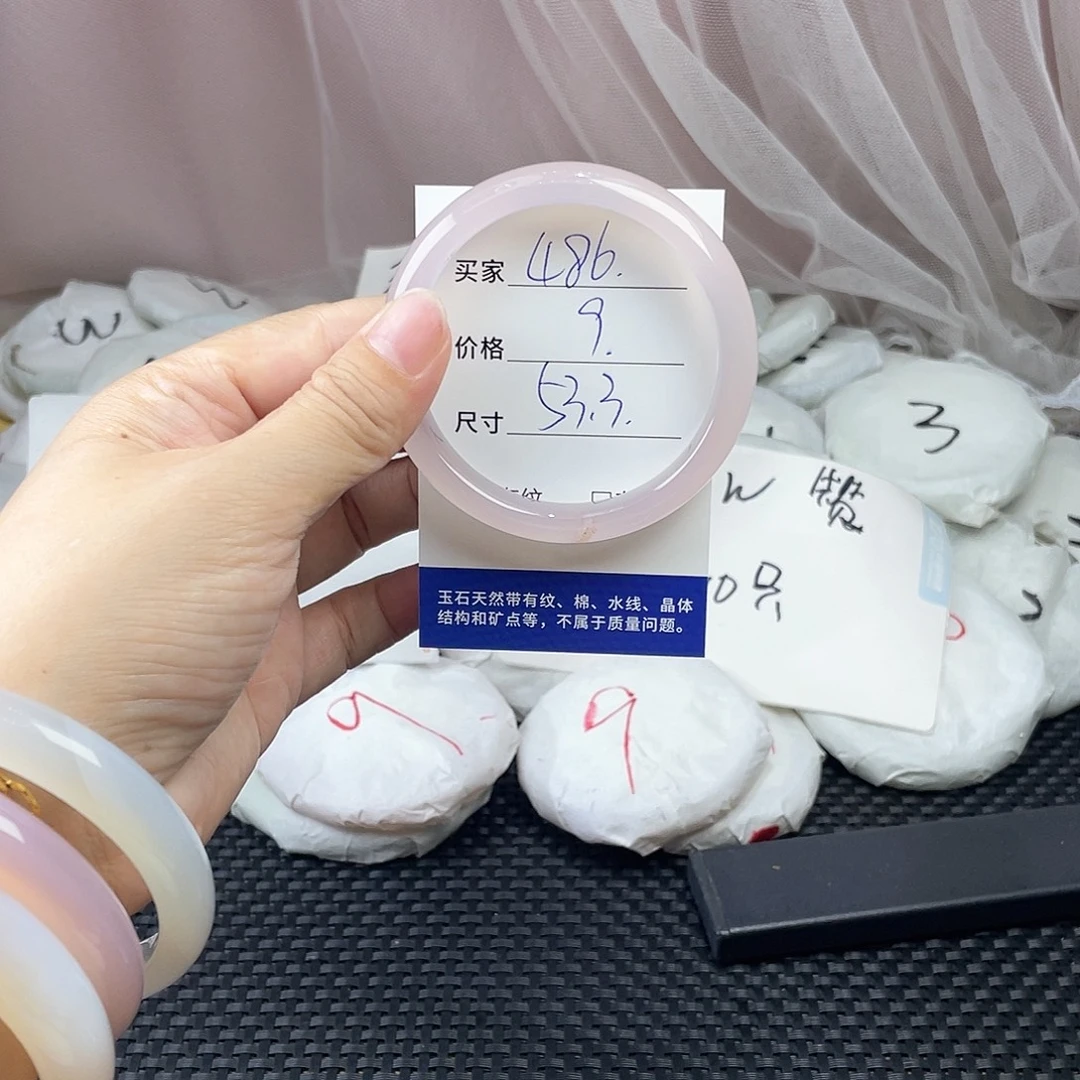 买家 486.
价格 9.
尺寸 53.3.
玉石天然带有纹、棉、水线、晶体
结构和矿点等，不属于质量问题。
3
0只
9
9